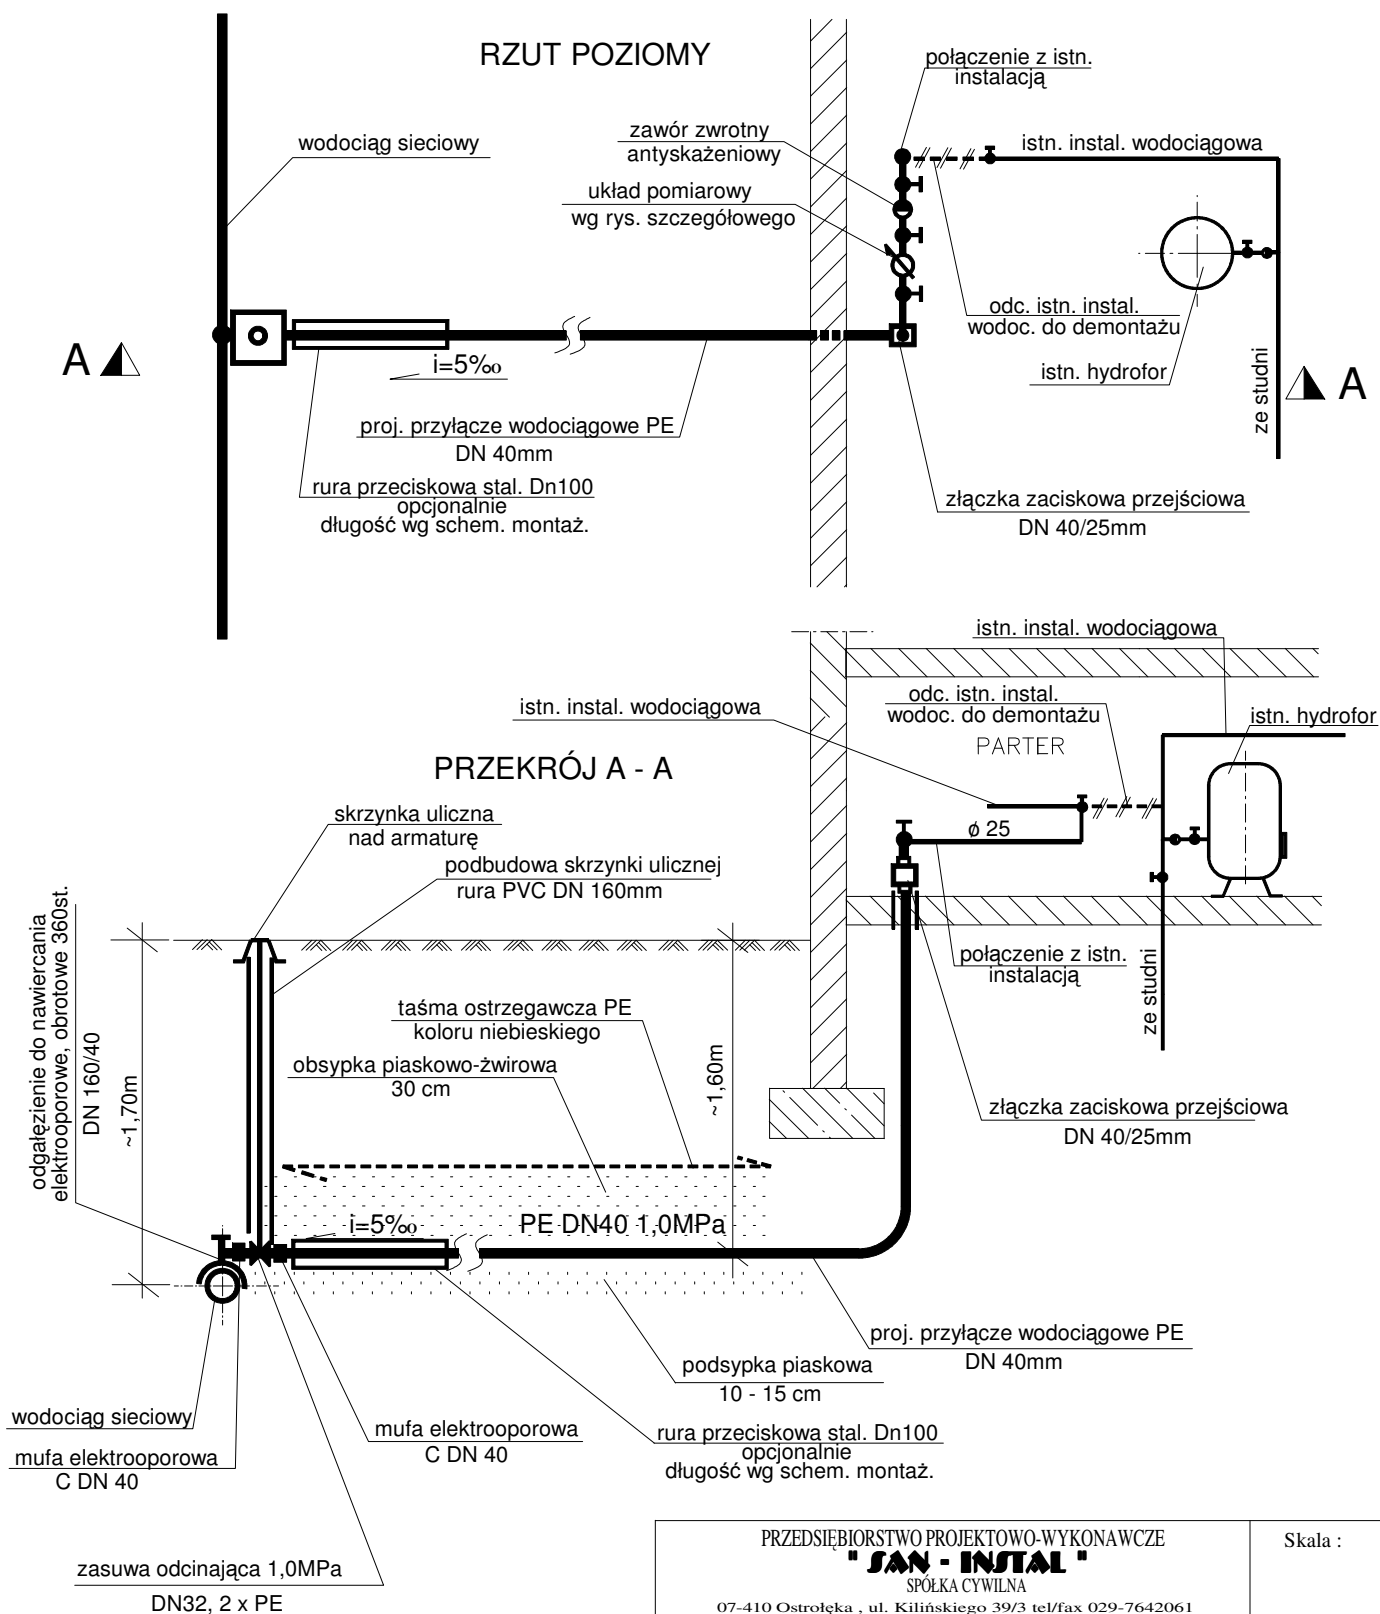 RZUT POZIOMY
połączenie z istn.
instalacją
wodociąg sieciowy
zawór zwrotny
antyskażeniowy
istn. instal. wodociągowa
układ pomiarowy
wg rys. szczegółowego
odc. istn. instal.
wodoc. do demontażu
istn. hydrofor
ze studni
A
A
i=5‰
proj. przyłącze wodociągowe PE
DN 40mm
rura przeciskowa stal. Dn100
opcjonalnie
długość wg schem. montaż.
złączka zaciskowa przejściowa
DN 40/25mm
istn. instal. wodociągowa
istn. instal. wodociągowa
odc. istn. instal.
wodoc. do demontażu
istn. hydrofor
PARTER
PRZEKRÓJ A - A
skrzynka uliczna
nad armaturę
ø 25
podbudowa skrzynki ulicznej
rura PVC DN 160mm
odgałęzienie do nawiercania
elektrooporowe, obrotowe 360st.
DN 160/40
~1,70m
połączenie z istn.
instalacją
ze studni
taśma ostrzegawcza PE
koloru niebieskiego
obsypka piaskowo-żwirowa
30 cm
~1,60m
złączka zaciskowa przejściowa
DN 40/25mm
i=5‰
PE DN40 1,0MPa
proj. przyłącze wodociągowe PE
DN 40mm
podsypka piaskowa
10 - 15 cm
wodociąg sieciowy
mufa elektrooporowa
C DN 40
mufa elektrooporowa
C DN 40
rura przeciskowa stal. Dn100
opcjonalnie
długość wg schem. montaż.
zasuwa odcinająca 1,0MPa
DN32, 2 x PE
PRZEDSIĘBIORSTWO PROJEKTOWO-WYKONAWCZE
" SAN - INSTAL "
SPÓŁKA CYWILNA
07-410 Ostrołęka , ul. Kilińskiego 39/3 tel/fax 029-7642061
Skala :